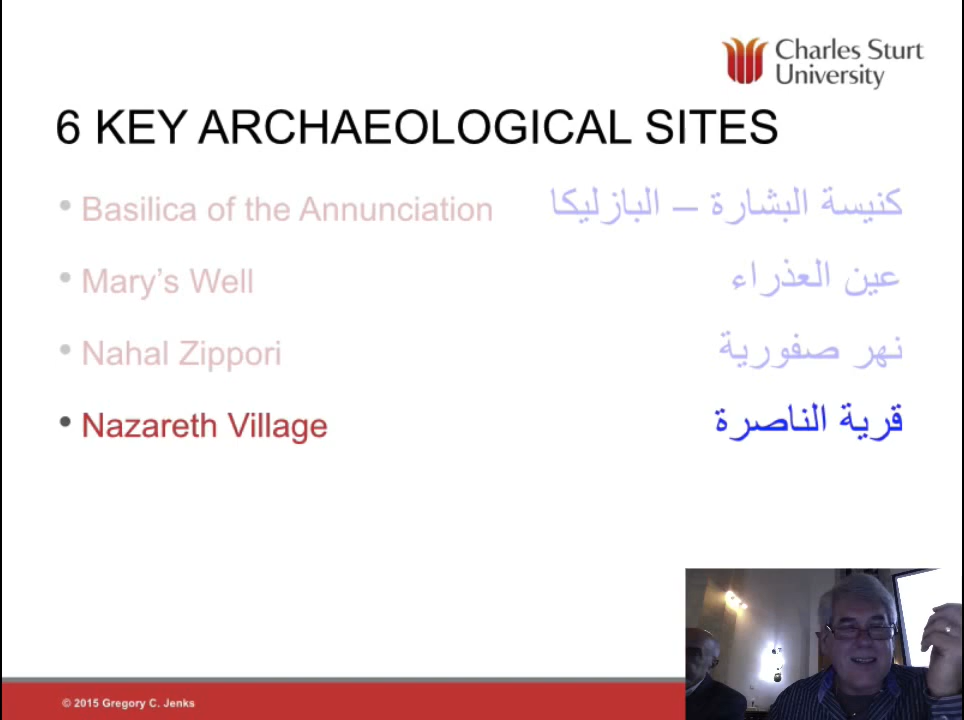 Charles Sturt
University
6 KEY ARCHAEOLOGICAL SITES
• Basilica of the Annunciation كنيسة البشارة – البازليكا
• Mary’s Well عين العذراء
• Nahal Zippori نهر صفورية
• Nazareth Village قرية الناصرة
© 2015 Gregory C. Jenks